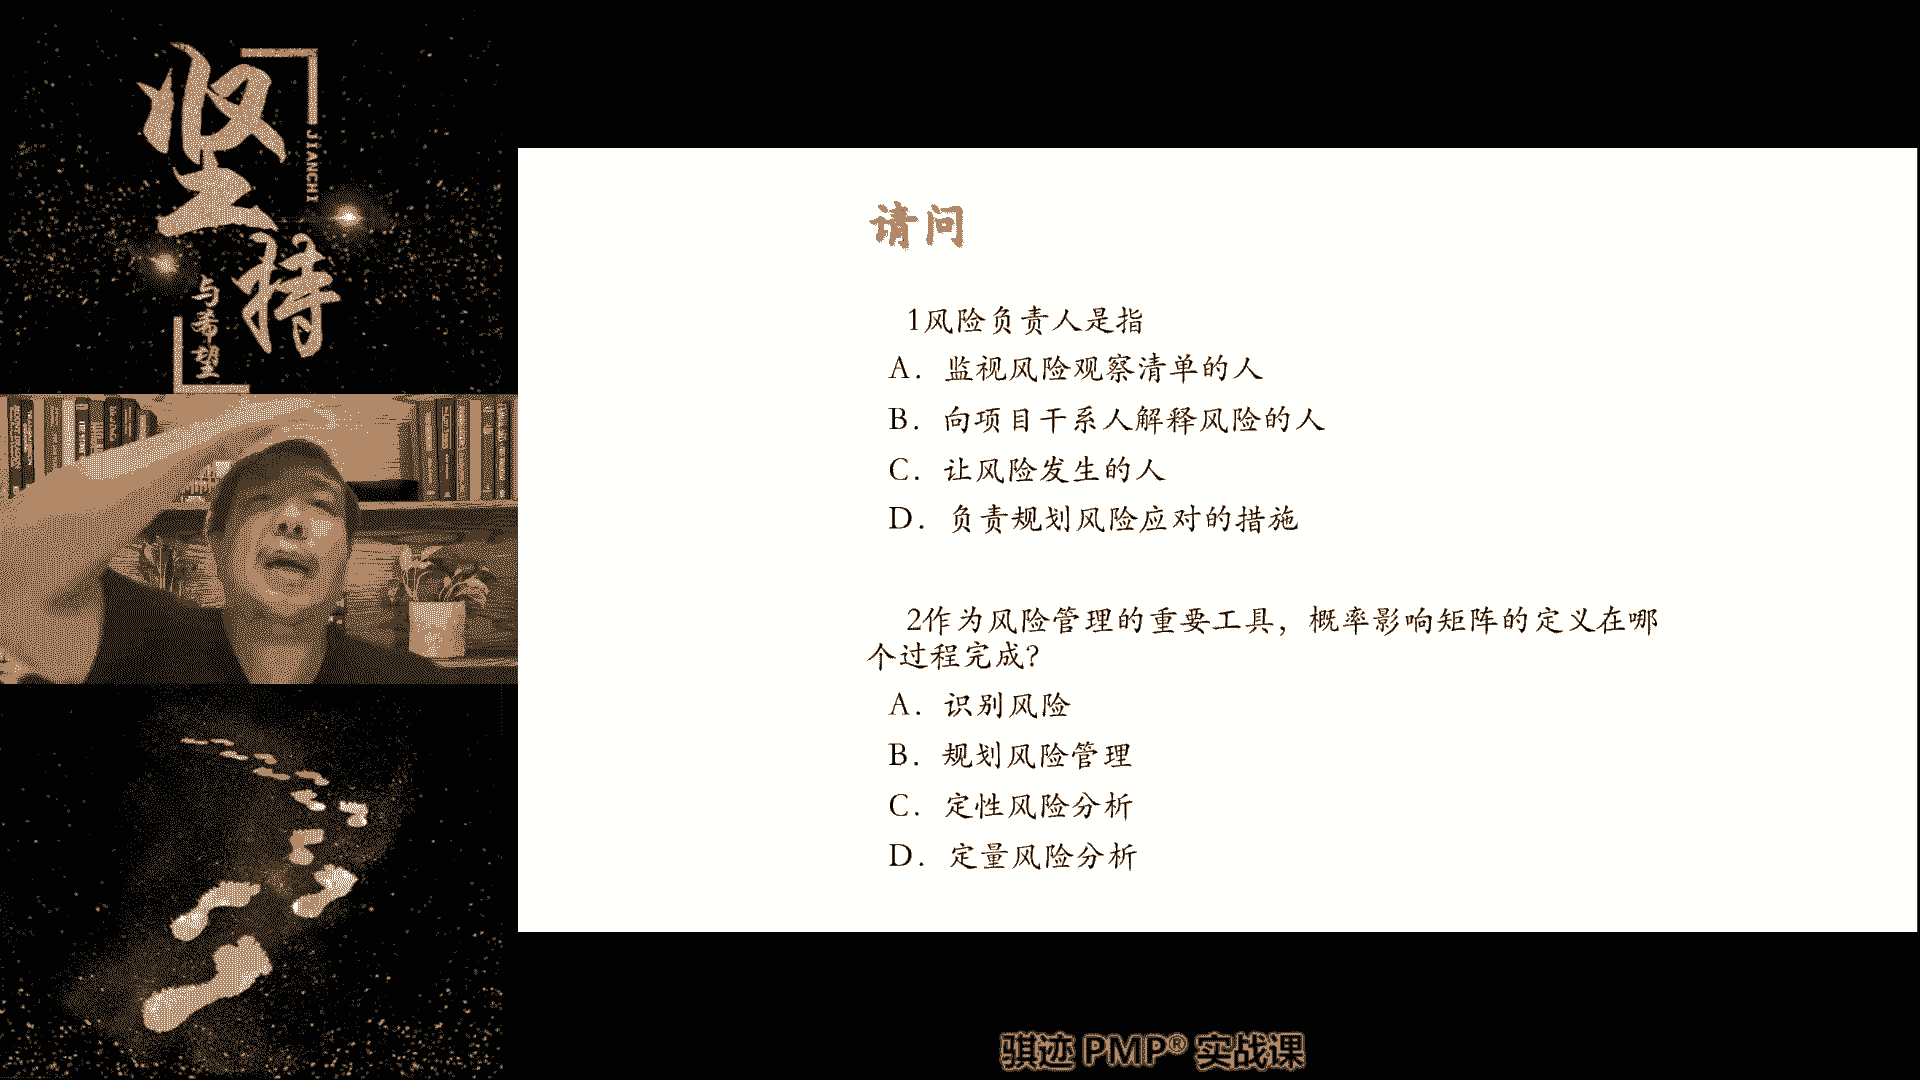 坚持
JIANCHI
与希望
请问
1风险负责人是指
A. 监视风险观察清单的人
B. 向项目干系人解释风险的人
C. 让风险发生的人
D. 负责规划风险应对的措施
2作为风险管理的重要工具，概率影响矩阵的定义在哪
个过程完成?
A. 识别风险
B. 规划风险管理
C. 定性风险分析
D. 定量风险分析
骐迹 PMP® 实战课